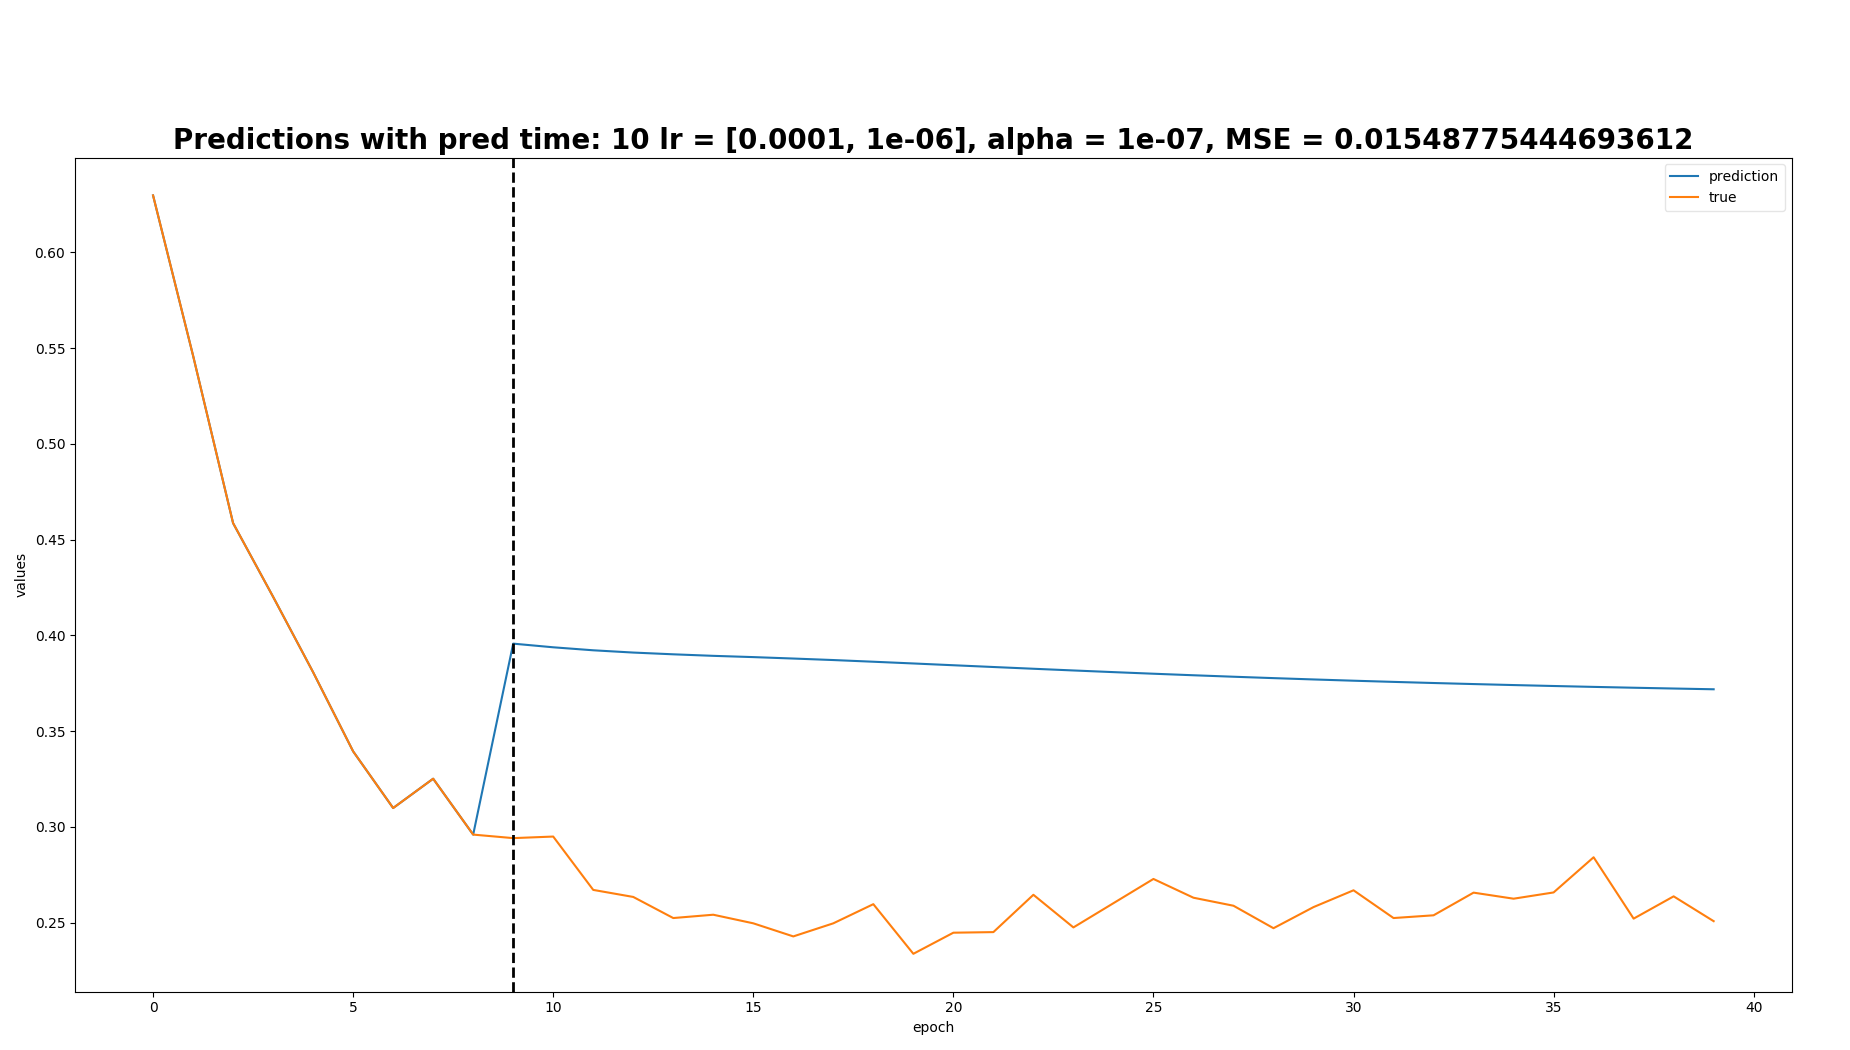 Predictions with pred time: 10 lr = [0.0001, 1e-06], alpha = 1e-07, MSE = 0.01548775444693612
prediction
true
values
0.60
0.55
0.50
0.45
0.40
0.35
0.30
0.25
0 5 10 15 20 25 30 35 40
epoch